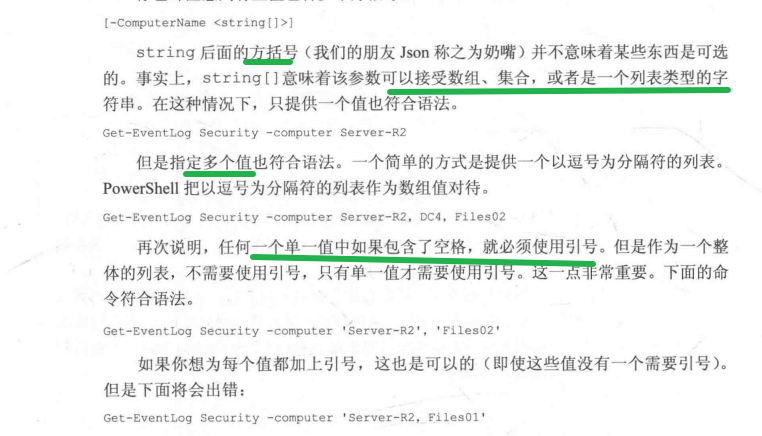 [-ComputerName <string[]>]
string 后面的方括号（我们的朋友 Json 称之为奶嘴）并不意味着某些东西是可选
的。事实上，string[]意味着该参数可以接受数组、集合，或者是一个列表类型的字
符串。在这种情况下，只提供一个值也符合语法。
Get-EventLog Security -computer Server-R2
但是指定多个值也符合语法。一个简单的方式是提供一个以逗号为分隔符的列表。
PowerShell 把以逗号为分隔符的列表作为数组值对待。
Get-EventLog Security -computer Server-R2, DC4, Files02
再次说明，任何一个单一值中如果包含了空格，就必须使用引号。但是作为一个整
体的列表，不需要使用引号，只有单一值才需要使用引号。这一点非常重要。下面的命
令符合语法。
Get-EventLog Security -computer 'Server-R2', 'Files02'
如果你想为每个值都加上引号，这也是可以的（即使这些值没有一个需要引号）。
但是下面将会出错：
Get-EventLog Security -computer 'Server-R2, Files01'